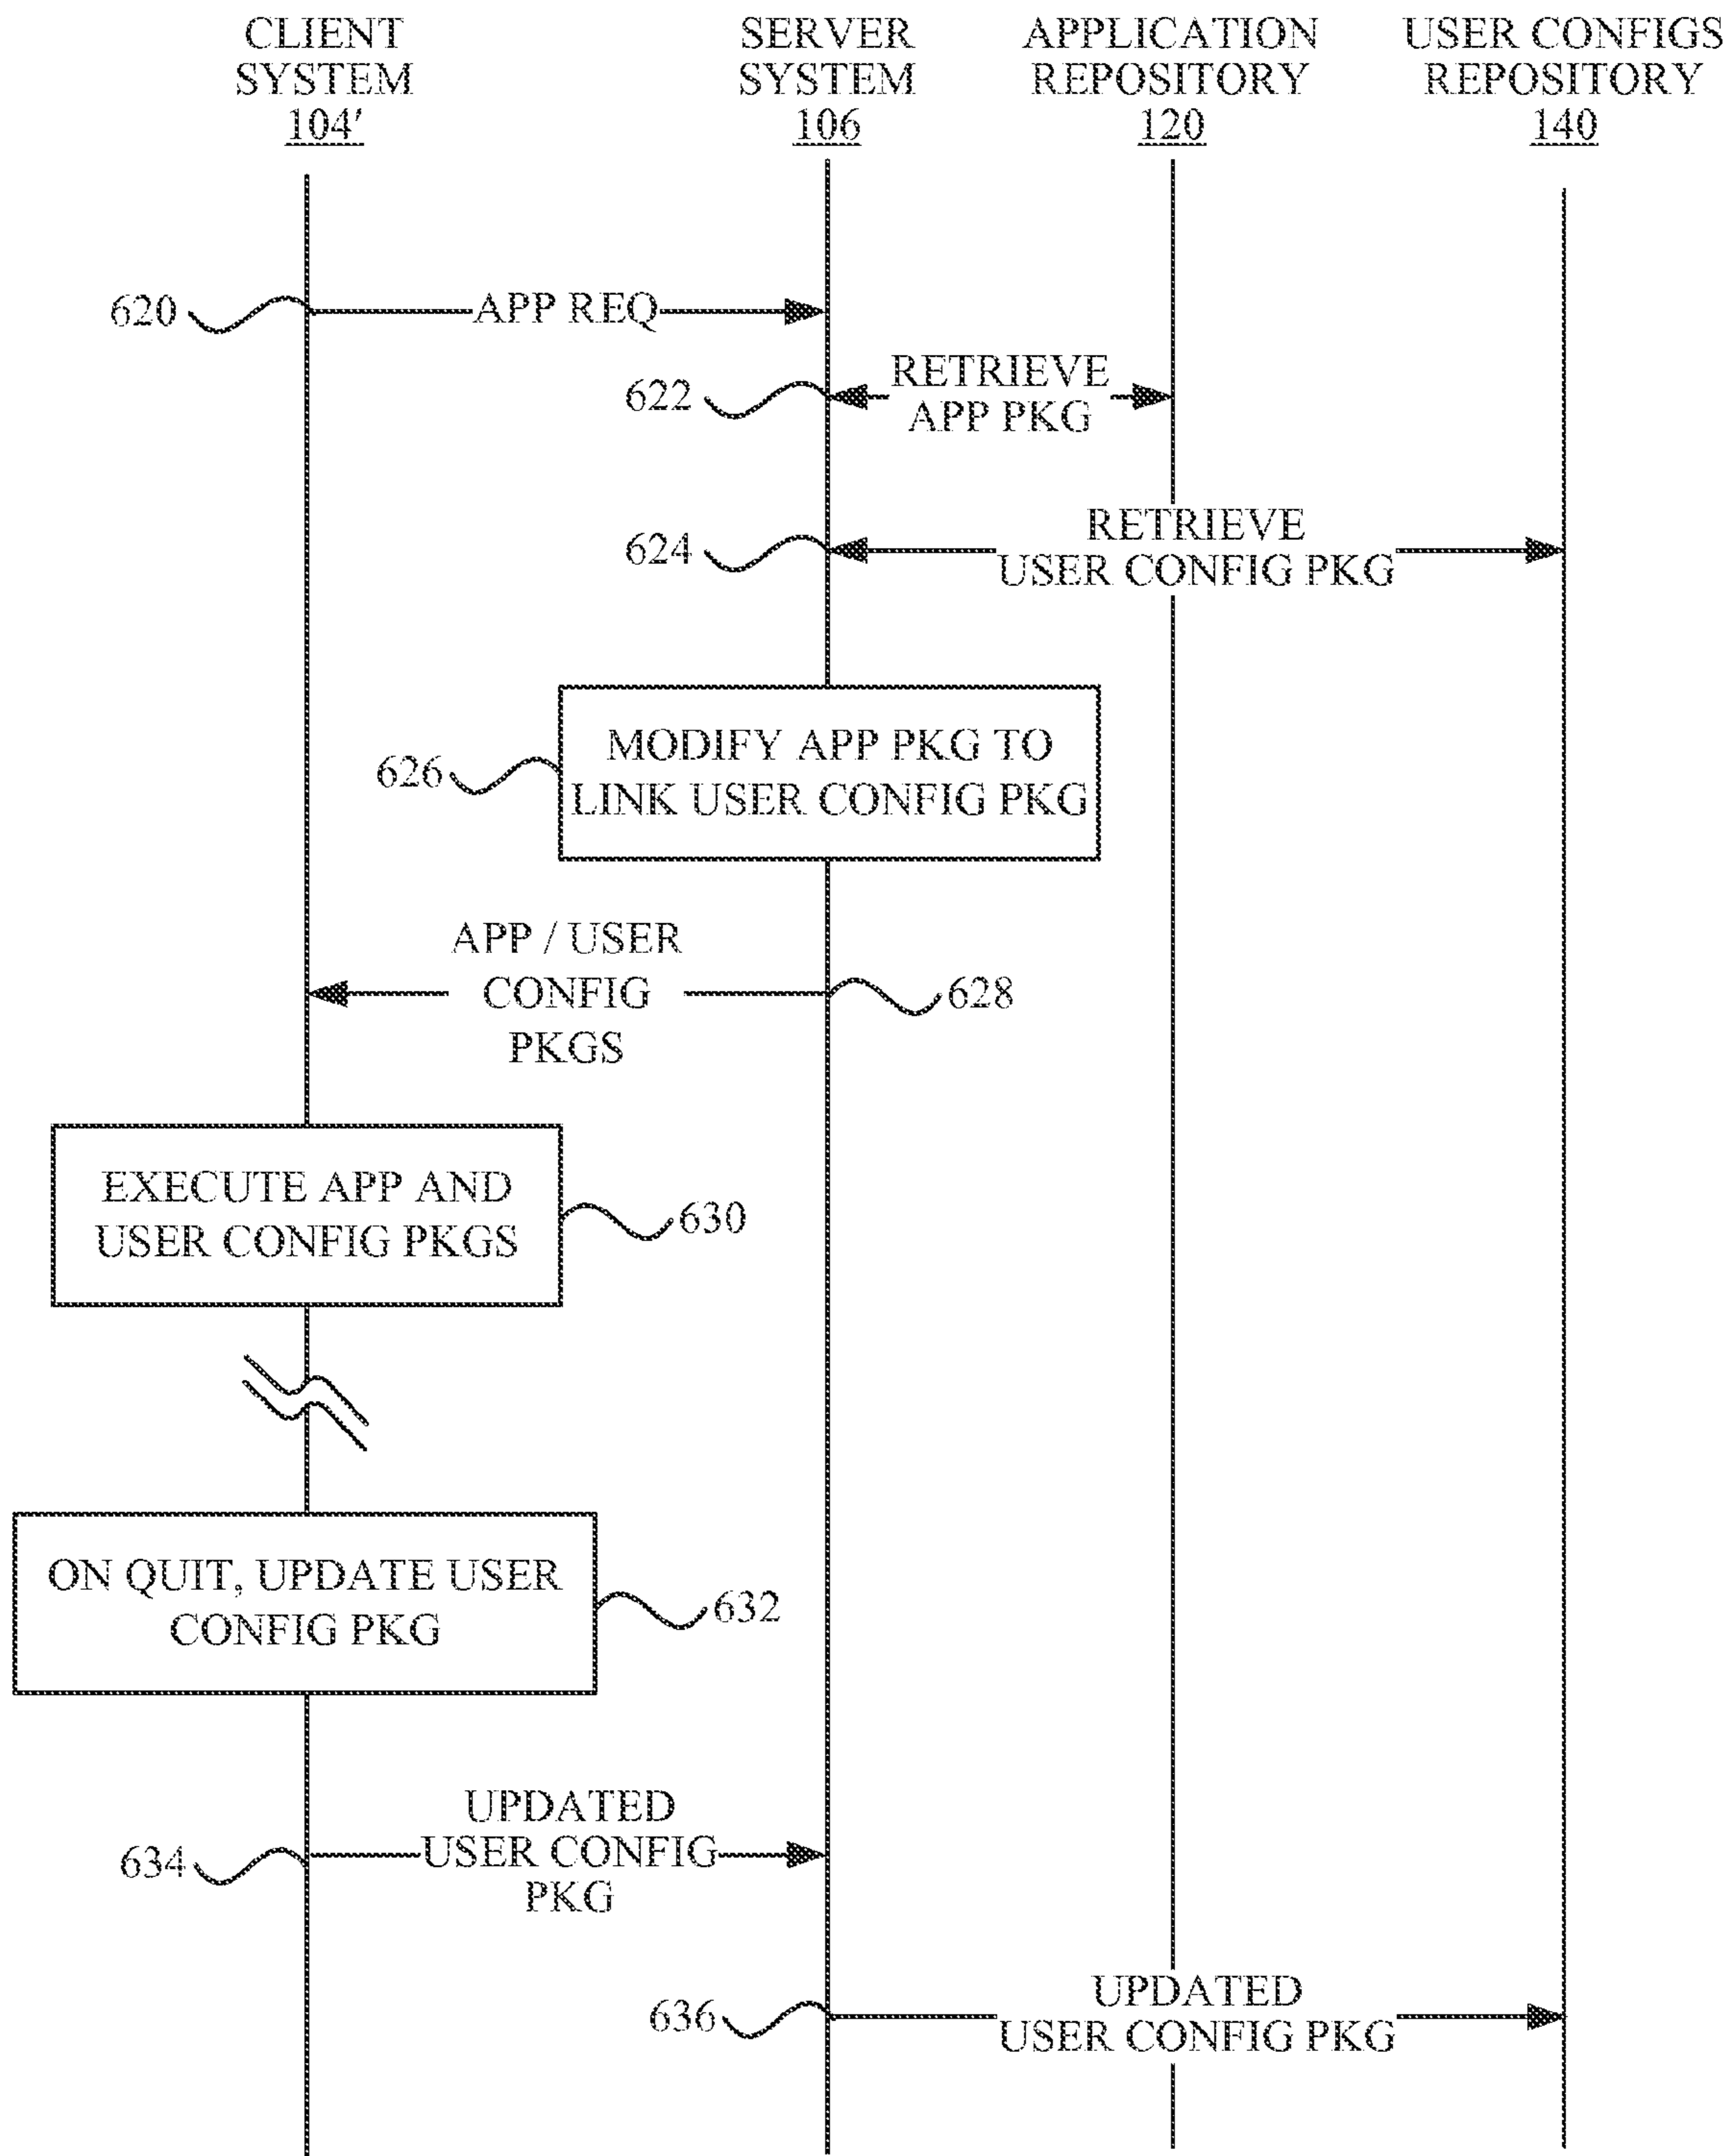 CLIENT
SYSTEM
104'
SERVER
SYSTEM
106
APPLICATION
REPOSITORY
120
USER CONFIGS
REPOSITORY
140
620
APP REQ
622
RETRIEVE
APP PKG
624
RETRIEVE
USER CONFIG PKG
626
MODIFY APP PKG TO
LINK USER CONFIG PKG
APP / USER
CONFIG
PKGS
628
EXECUTE APP AND
USER CONFIG PKGS
630
ON QUIT, UPDATE USER
CONFIG PKG
632
634
UPDATED
USER CONFIG
PKG
636
UPDATED
USER CONFIG PKG